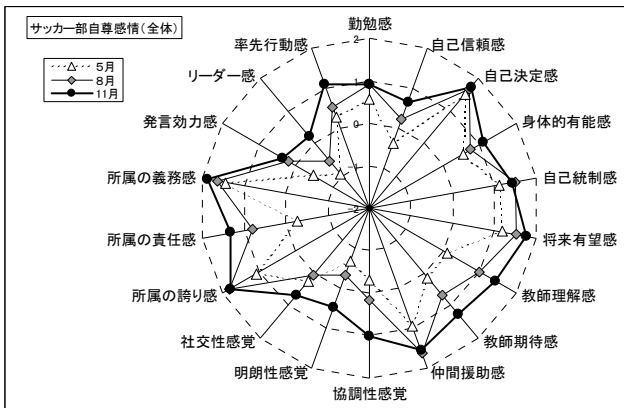 サッカー部自尊感情(全体)
5月
8月
11月
2
1
0
-1
-2
勤勉感
自己信頼感
自己決定感
身体的有能感
自己統制感
将来有望感
教師理解感
教師期待感
仲間援助感
協調性感覚
明朗性感覚
社交性感覚
所属の誇り感
所属の責任感
所属の義務感
発言効力感
リーダー感
率先行動感